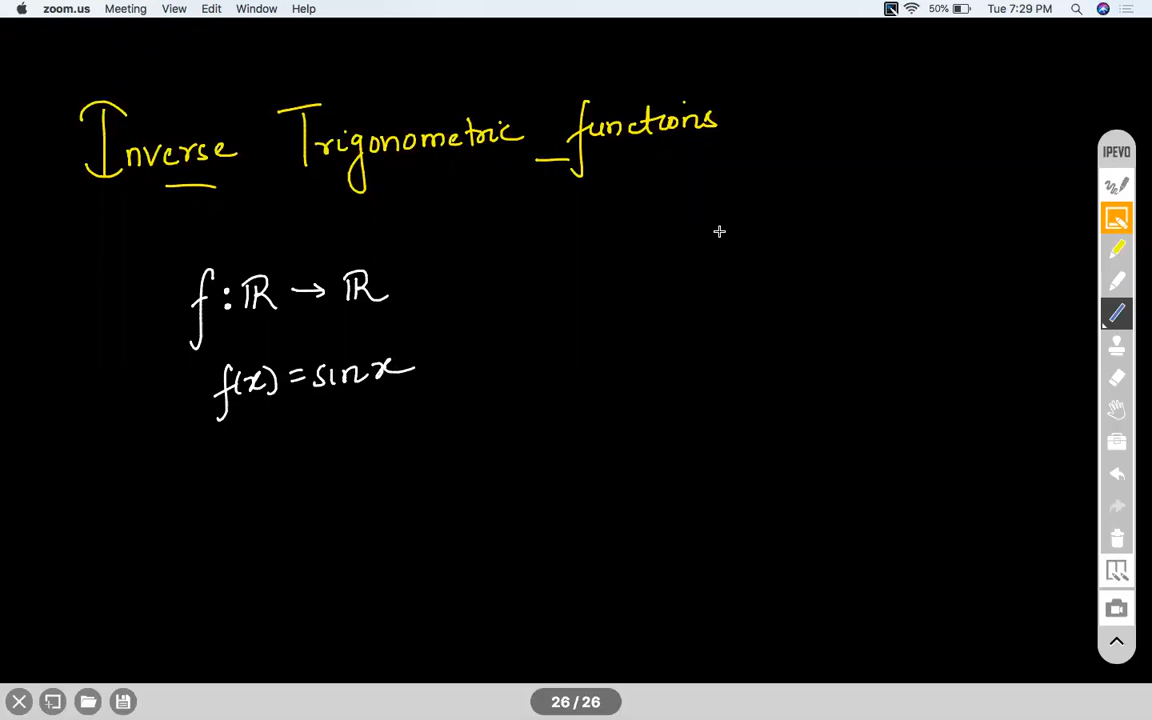 zoom.us Meeting View Edit Window Help 50% Tue 7:29 PM
Inverse Trigonometric functions
IPEVO
f : ℝ → ℝ
f(x) = sin x
26 / 26